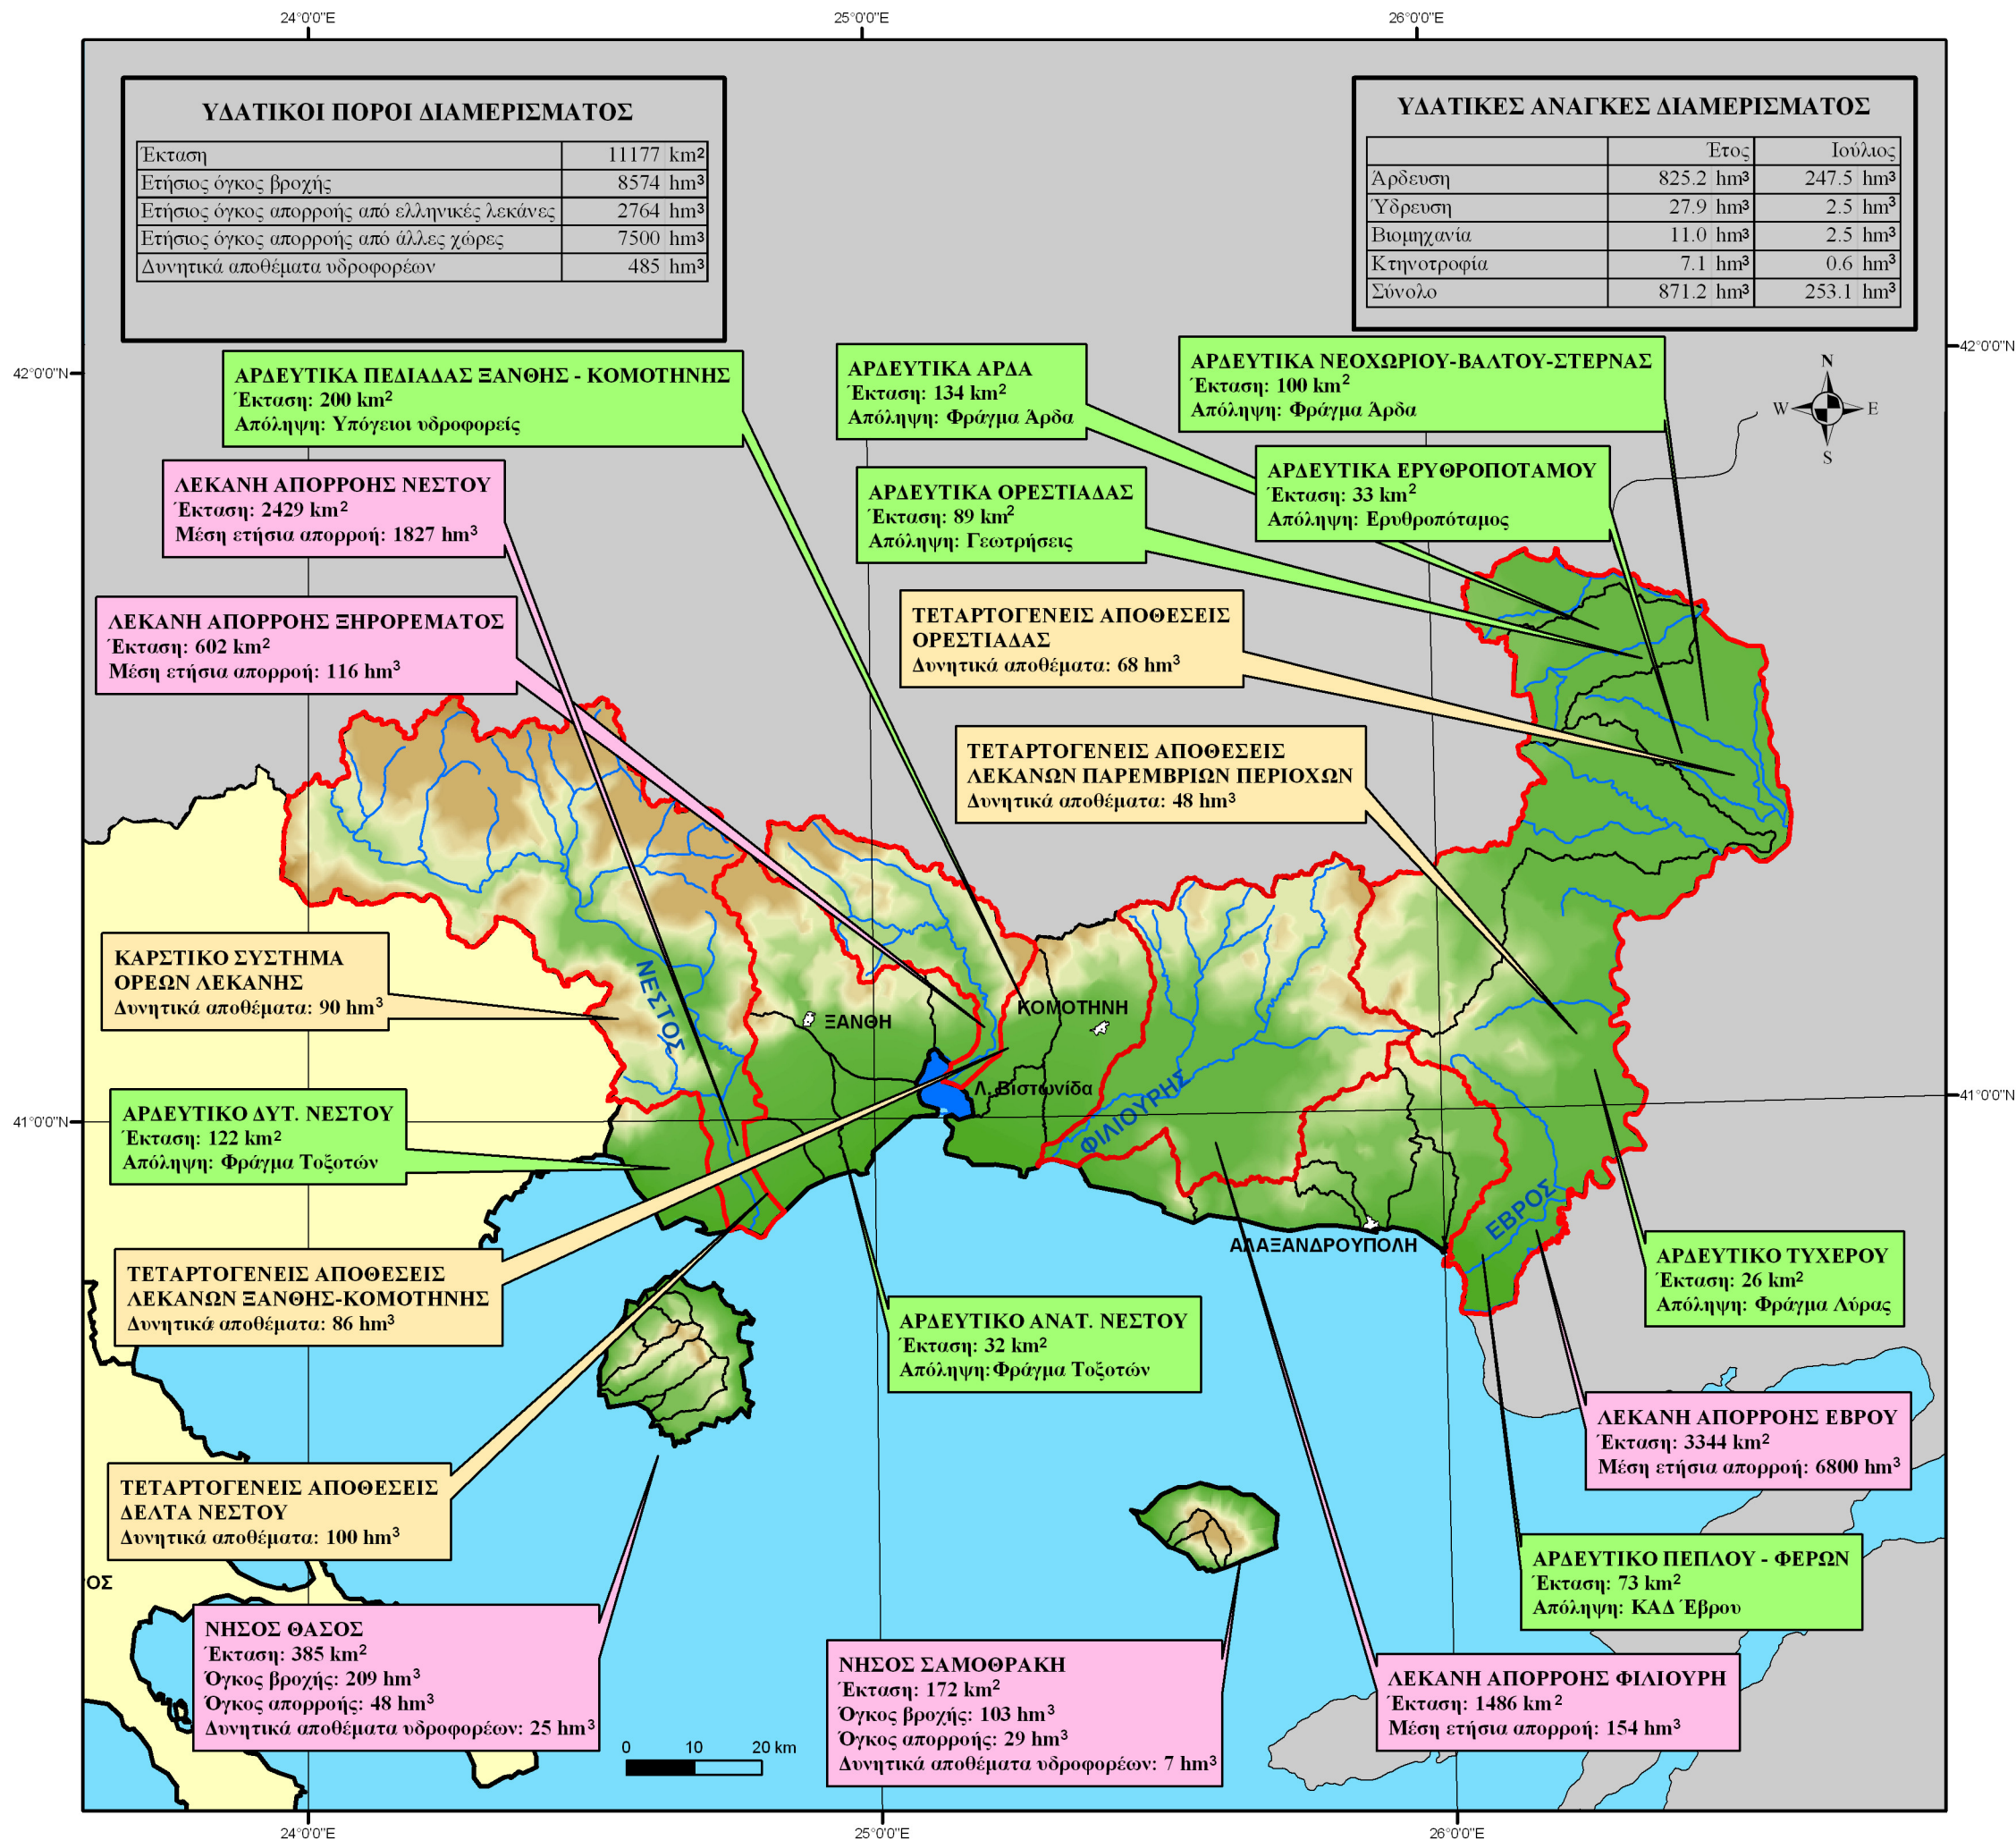 24°0'0"E 25°0'0"E 26°0'0"E
ΥΔΑΤΙΚΟΙ ΠΟΡΟΙ ΔΙΑΜΕΡΙΣΜΑΤΟΣ
Έκταση 11177 km²
Ετήσιος όγκος βροχής 8574 hm³
Ετήσιος όγκος απορροής από ελληνικές λεκάνες 2764 hm³
Ετήσιος όγκος απορροής από άλλες χώρες 7500 hm³
Δυνητικά αποθέματα υδροφορέων 485 hm³
ΥΔΑΤΙΚΕΣ ΑΝΑΓΚΕΣ ΔΙΑΜΕΡΙΣΜΑΤΟΣ
Έτος Ιούλιος
Άρδευση 825.2 hm³ 247.5 hm³
Ύδρευση 27.9 hm³ 2.5 hm³
Βιομηχανία 11.0 hm³ 2.5 hm³
Κτηνοτροφία 7.1 hm³ 0.6 hm³
Σύνολο 871.2 hm³ 253.1 hm³
42°0'0"N
42°0'0"N
N
W E
S
ΑΡΔΕΥΤΙΚΑ ΠΕΔΙΑΔΑΣ ΞΑΝΘΗΣ - ΚΟΜΟΤΗΝΗΣ
Έκταση: 200 km²
Απόληψη: Υπόγειοι υδροφορείς
ΑΡΔΕΥΤΙΚΑ ΑΡΔΑ
Έκταση: 134 km²
Απόληψη: Φράγμα Άρδα
ΑΡΔΕΥΤΙΚΑ ΝΕΟΧΩΡΙΟΥ-ΒΑΛΤΟΥ-ΣΤΕΡΝΑΣ
Έκταση: 100 km²
Απόληψη: Φράγμα Άρδα
ΛΕΚΑΝΗ ΑΠΟΡΡΟΗΣ ΝΕΣΤΟΥ
Έκταση: 2429 km²
Μέση ετήσια απορροή: 1827 hm³
ΑΡΔΕΥΤΙΚΑ ΟΡΕΣΤΙΑΔΑΣ
Έκταση: 89 km²
Απόληψη: Γεωτρήσεις
ΑΡΔΕΥΤΙΚΑ ΕΡΥΘΡΟΠΟΤΑΜΟΥ
Έκταση: 33 km²
Απόληψη: Ερυθροπόταμος
ΛΕΚΑΝΗ ΑΠΟΡΡΟΗΣ ΞΗΡΟΡΕΜΑΤΟΣ
Έκταση: 602 km²
Μέση ετήσια απορροή: 116 hm³
ΤΕΤΑΡΤΟΓΕΝΕΙΣ ΑΠΟΘΕΣΕΙΣ
ΟΡΕΣΤΙΑΔΑΣ
Δυνητικά αποθέματα: 68 hm³
ΤΕΤΑΡΤΟΓΕΝΕΙΣ ΑΠΟΘΕΣΕΙΣ
ΛΕΚΑΝΩΝ ΠΑΡΕΜΒΡΙΩΝ ΠΕΡΙΟΧΩΝ
Δυνητικά αποθέματα: 48 hm³
ΚΑΡΣΤΙΚΟ ΣΥΣΤΗΜΑ
ΟΡΕΩΝ ΛΕΚΑΝΗΣ
Δυνητικά αποθέματα: 90 hm³
ΝΕΣΤΟΣ
ΞΑΝΘΗ
ΚΟΜΟΤΗΝΗ
Λ. Βιστωνίδα
ΦΙΛΙΟΥΡΗΣ
ΕΒΡΟΣ
ΑΛΑΞΑΝΔΡΟΥΠΟΛΗ
41°0'0"N
41°0'0"N
ΑΡΔΕΥΤΙΚΟ ΔΥΤ. ΝΕΣΤΟΥ
Έκταση: 122 km²
Απόληψη: Φράγμα Τοξοτών
ΤΕΤΑΡΤΟΓΕΝΕΙΣ ΑΠΟΘΕΣΕΙΣ
ΛΕΚΑΝΩΝ ΞΑΝΘΗΣ-ΚΟΜΟΤΗΝΗΣ
Δυνητικά αποθέματα: 86 hm³
ΑΡΔΕΥΤΙΚΟ ΑΝΑΤ. ΝΕΣΤΟΥ
Έκταση: 32 km²
Απόληψη:Φράγμα Τοξοτών
ΑΡΔΕΥΤΙΚΟ ΤΥΧΕΡΟΥ
Έκταση: 26 km²
Απόληψη: Φράγμα Λύρας
ΛΕΚΑΝΗ ΑΠΟΡΡΟΗΣ ΕΒΡΟΥ
Έκταση: 3344 km²
Μέση ετήσια απορροή: 6800 hm³
ΤΕΤΑΡΤΟΓΕΝΕΙΣ ΑΠΟΘΕΣΕΙΣ
ΔΕΛΤΑ ΝΕΣΤΟΥ
Δυνητικά αποθέματα: 100 hm³
ΑΡΔΕΥΤΙΚΟ ΠΕΠΛΟΥ - ΦΕΡΩΝ
Έκταση: 73 km²
Απόληψη: ΚΑΔ Έβρου
ΟΣ
ΝΗΣΟΣ ΘΑΣΟΣ
Έκταση: 385 km²
Όγκος βροχής: 209 hm³
Όγκος απορροής: 48 hm³
Δυνητικά αποθέματα υδροφορέων: 25 hm³
ΝΗΣΟΣ ΣΑΜΟΘΡΑΚΗ
Έκταση: 172 km²
Όγκος βροχής: 103 hm³
Όγκος απορροής: 29 hm³
Δυνητικά αποθέματα υδροφορέων: 7 hm³
ΛΕΚΑΝΗ ΑΠΟΡΡΟΗΣ ΦΙΛΙΟΥΡΗ
Έκταση: 1486 km²
Μέση ετήσια απορροή: 154 hm³
0 10 20 km
24°0'0"E 25°0'0"E 26°0'0"E